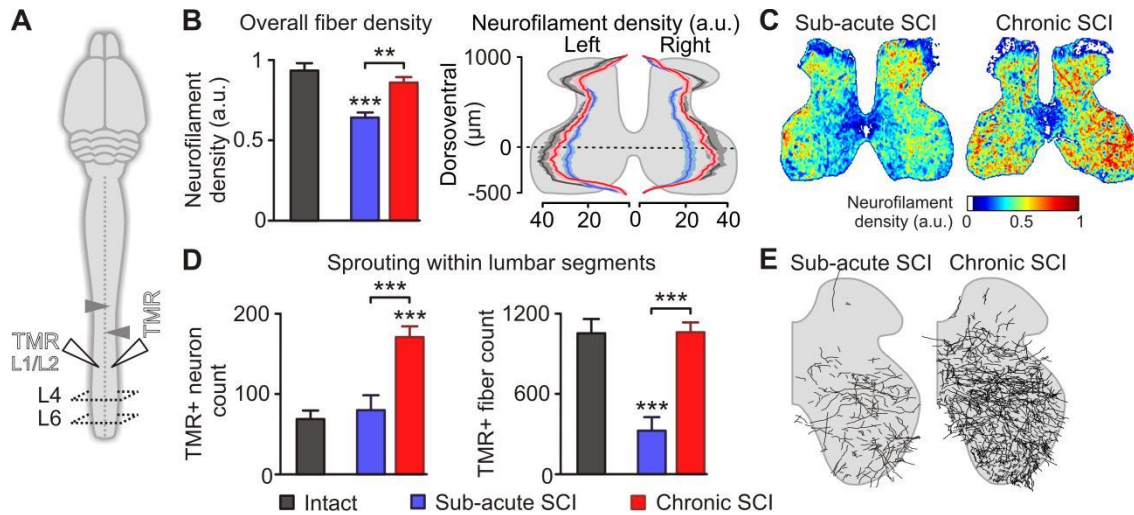 A
TMR
TMR
L1/L2
L4
L6
B
Overall fiber density
Neurofilament
density (a.u.)
1
0.5
0
**
***
Neurofilament density (a.u.)
Left
Right
Dorsoventral
(µm)
1000
0
-500
40
20
0
20
40
C
Sub-acute SCI
Chronic SCI
Neurofilament
density (a.u.)
0
0.5
1
D
Sprouting within lumbar segments
TMR+ neuron
count
200
100
0
***
***
TMR+ fiber count
1200
600
0
***
***
Intact
Sub-acute SCI
Chronic SCI
E
Sub-acute SCI
Chronic SCI